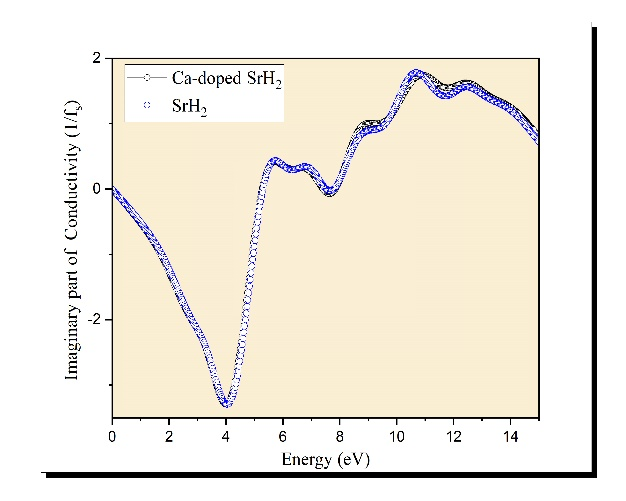 2
0
-2
Imaginary part of Conductivity (1/fs)
Ca-doped SrH2
SrH2
0 2 4 6 8 10 12 14
Energy (eV)